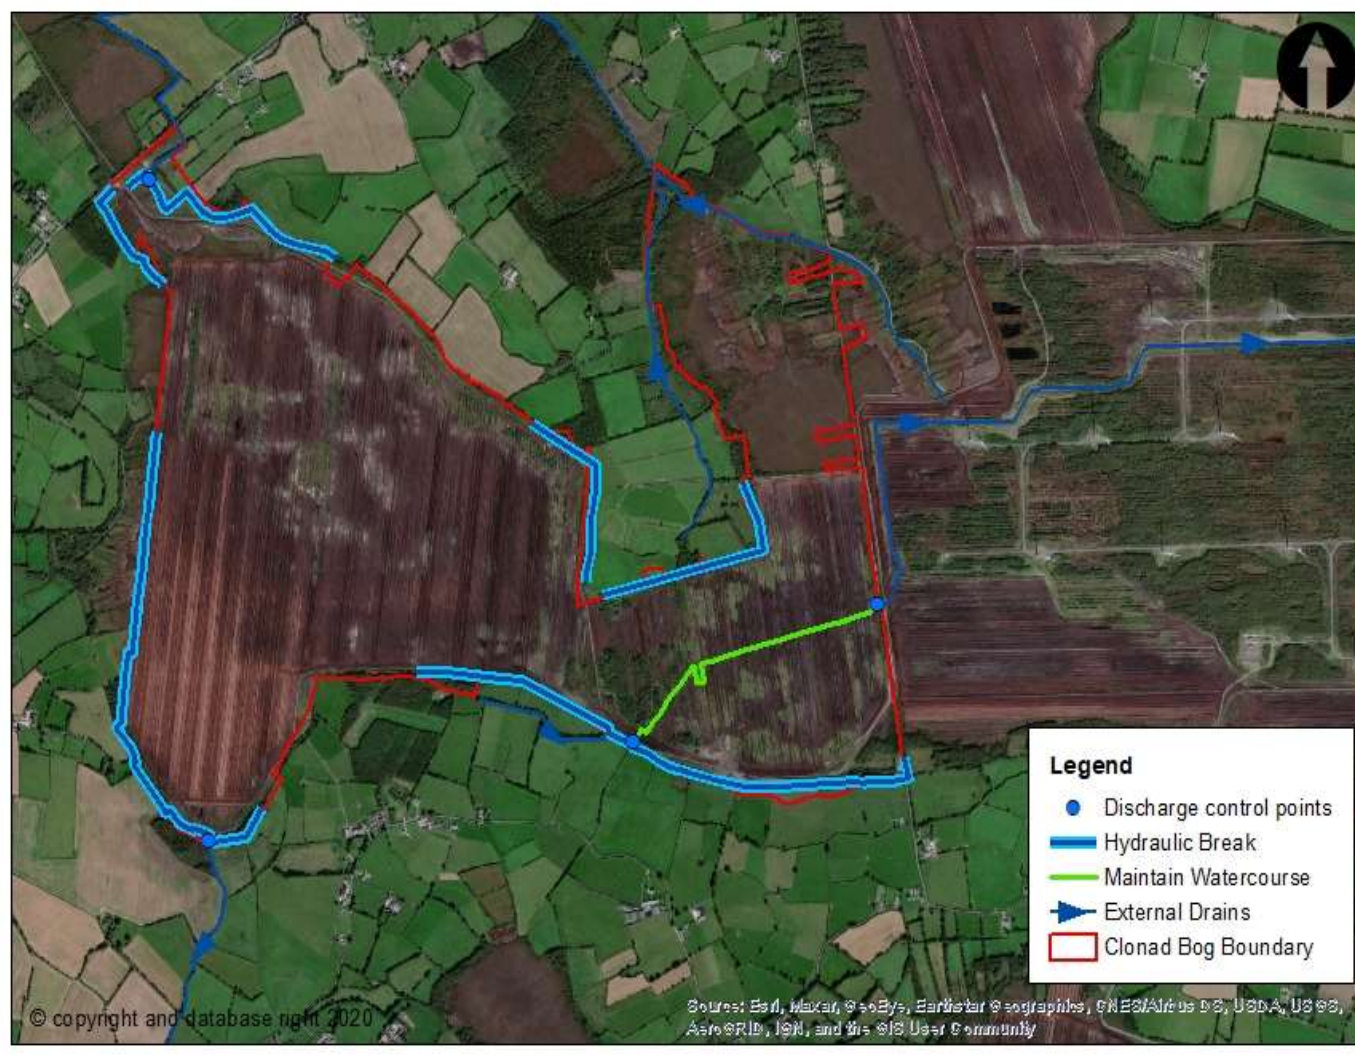 Legend
Discharge control points
Hydraulic Break
Maintain Watercourse
External Drains
Clonad Bog Boundary
© copyright and database right 2020
Source: Esri, Maxar, GeoEye, Earthstar Geographics, CNES/Airbus DS, USDA, USGS,
AeroGRID, IGN, and the GIS User Community